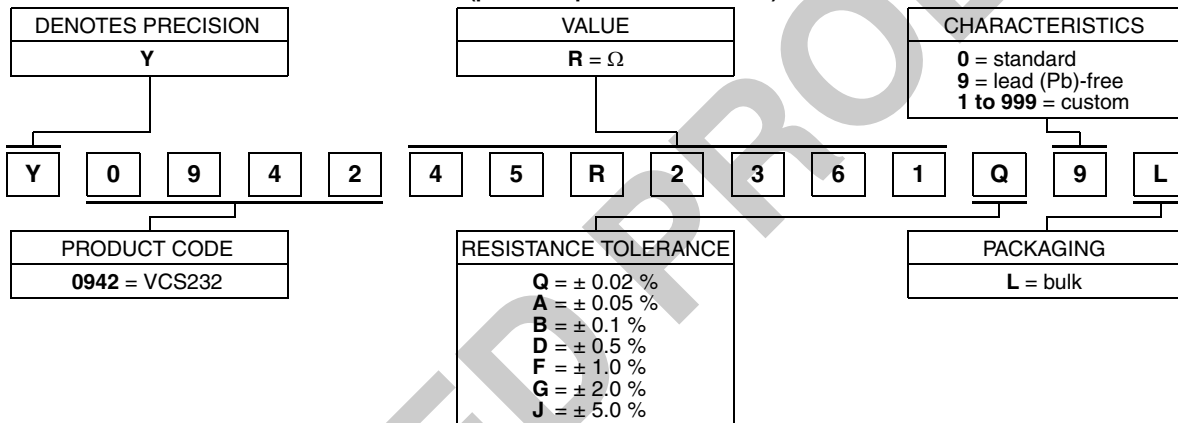 DENOTES PRECISION
Y
VALUE
R = Ω
CHARACTERISTICS
0 = standard
9 = lead (Pb)-free
1 to 999 = custom
Y 0 9 4 2 4 5 R 2 3 6 1 Q 9 L
PRODUCT CODE
0942 = VCS232
RESISTANCE TOLERANCE
Q = ± 0.02 %
A = ± 0.05 %
B = ± 0.1 %
D = ± 0.5 %
F = ± 1.0 %
G = ± 2.0 %
J = ± 5.0 %
PACKAGING
L = bulk